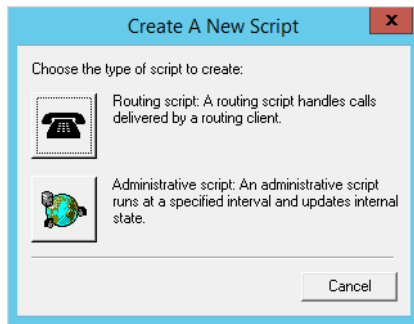 Create A New Script
x
Choose the type of script to create:
Routing script: A routing script handles calls
delivered by a routing client.
Administrative script: An administrative script
runs at a specified interval and updates internal
state.
Cancel